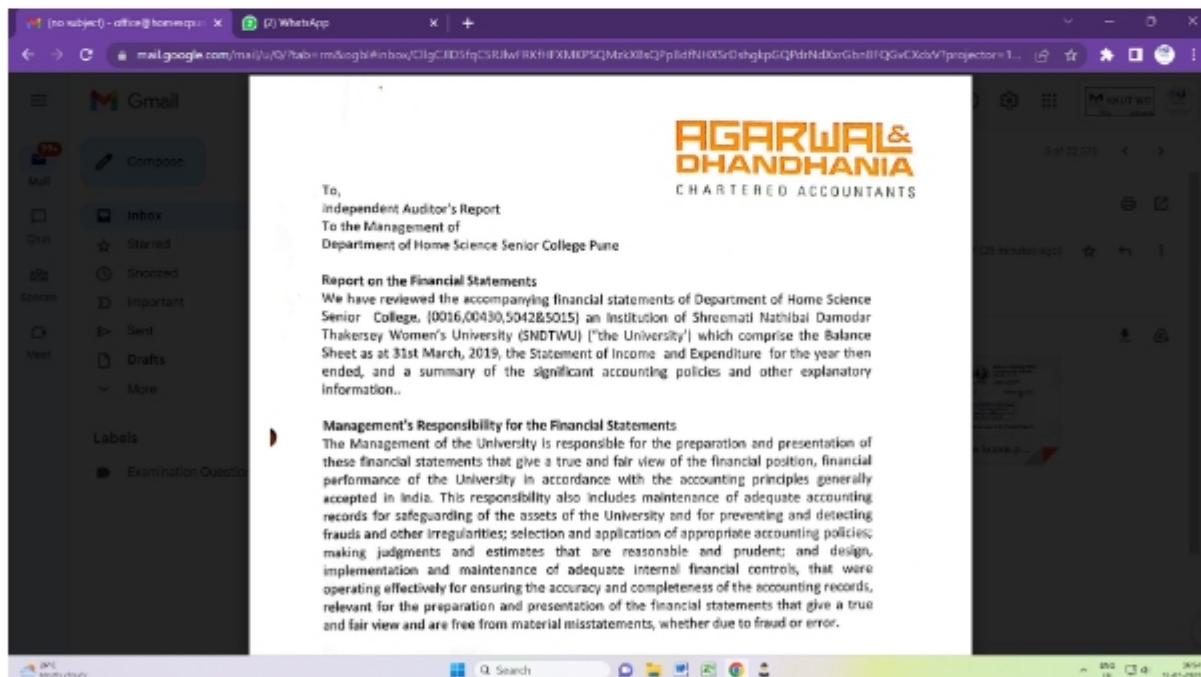 (no subject) - office@homescpun
(2) WhatsApp
Gmail
Compose
99+
Mail
Chat
Spaces
Meet
Inbox
Starred
Snoozed
Important
Sent
Drafts
More
Labels
Examination Questio
AGARWAL &
DHANDHANIA
CHARTERED ACCOUNTANTS
To,
Independent Auditor's Report
To the Management of
Department of Home Science Senior College Pune
Report on the Financial Statements
We have reviewed the accompanying financial statements of Department of Home Science
Senior College, (0016,00430,5042&5015) an Institution of Shreemati Nathibai Damodar
Thakersey Women's University (SNDTWU) ("the University') which comprise the Balance
Sheet as at 31st March, 2019, the Statement of Income and Expenditure for the year then
ended, and a summary of the significant accounting policies and other explanatory
information..
Management's Responsibility for the Financial Statements
The Management of the University is responsible for the preparation and presentation of
these financial statements that give a true and fair view of the financial position, financial
performance of the University in accordance with the accounting principles generally
accepted in India. This responsibility also includes maintenance of adequate accounting
records for safeguarding of the assets of the University and for preventing and detecting
frauds and other irregularities; selection and application of appropriate accounting policies;
making judgments and estimates that are reasonable and prudent; and design,
implementation and maintenance of adequate internal financial controls, that were
operating effectively for ensuring the accuracy and completeness of the accounting records,
relevant for the preparation and presentation of the financial statements that give a true
and fair view and are free from material misstatements, whether due to fraud or error.
Search